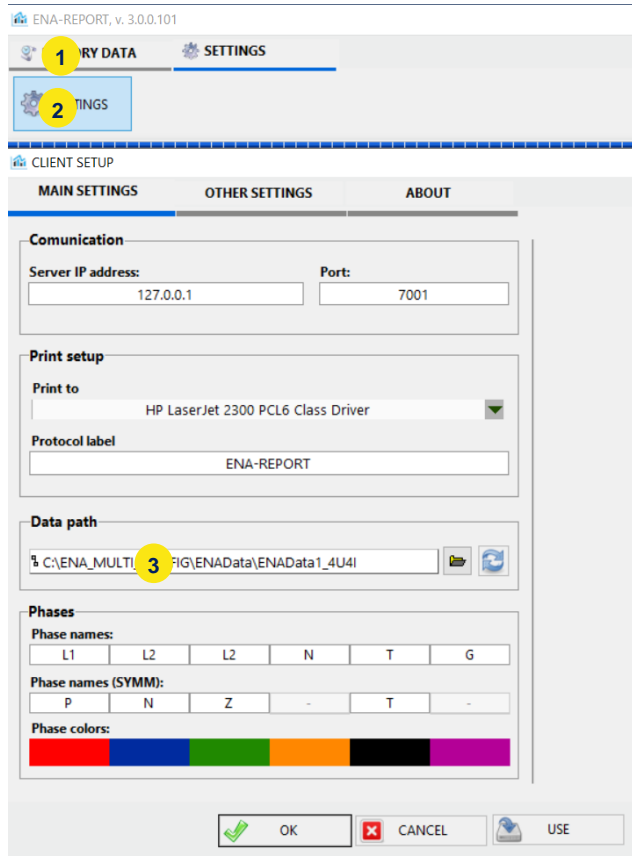 ENA-REPORT, v. 3.0.0.101
1 RY DATA SETTINGS
2 INGS
CLIENT SETUP
MAIN SETTINGS OTHER SETTINGS ABOUT
Comunication
Server IP address: Port:
127.0.0.1 7001
Print setup
Print to
HP LaserJet 2300 PCL6 Class Driver
Protocol label
ENA-REPORT
Data path
C:\ENA_MULTI_ 3 FIG\ENAData\ENAData1_4U4I
Phases
Phase names:
L1 L2 L2 N T G
Phase names (SYMM):
P N Z - T -
Phase colors:
OK CANCEL USE